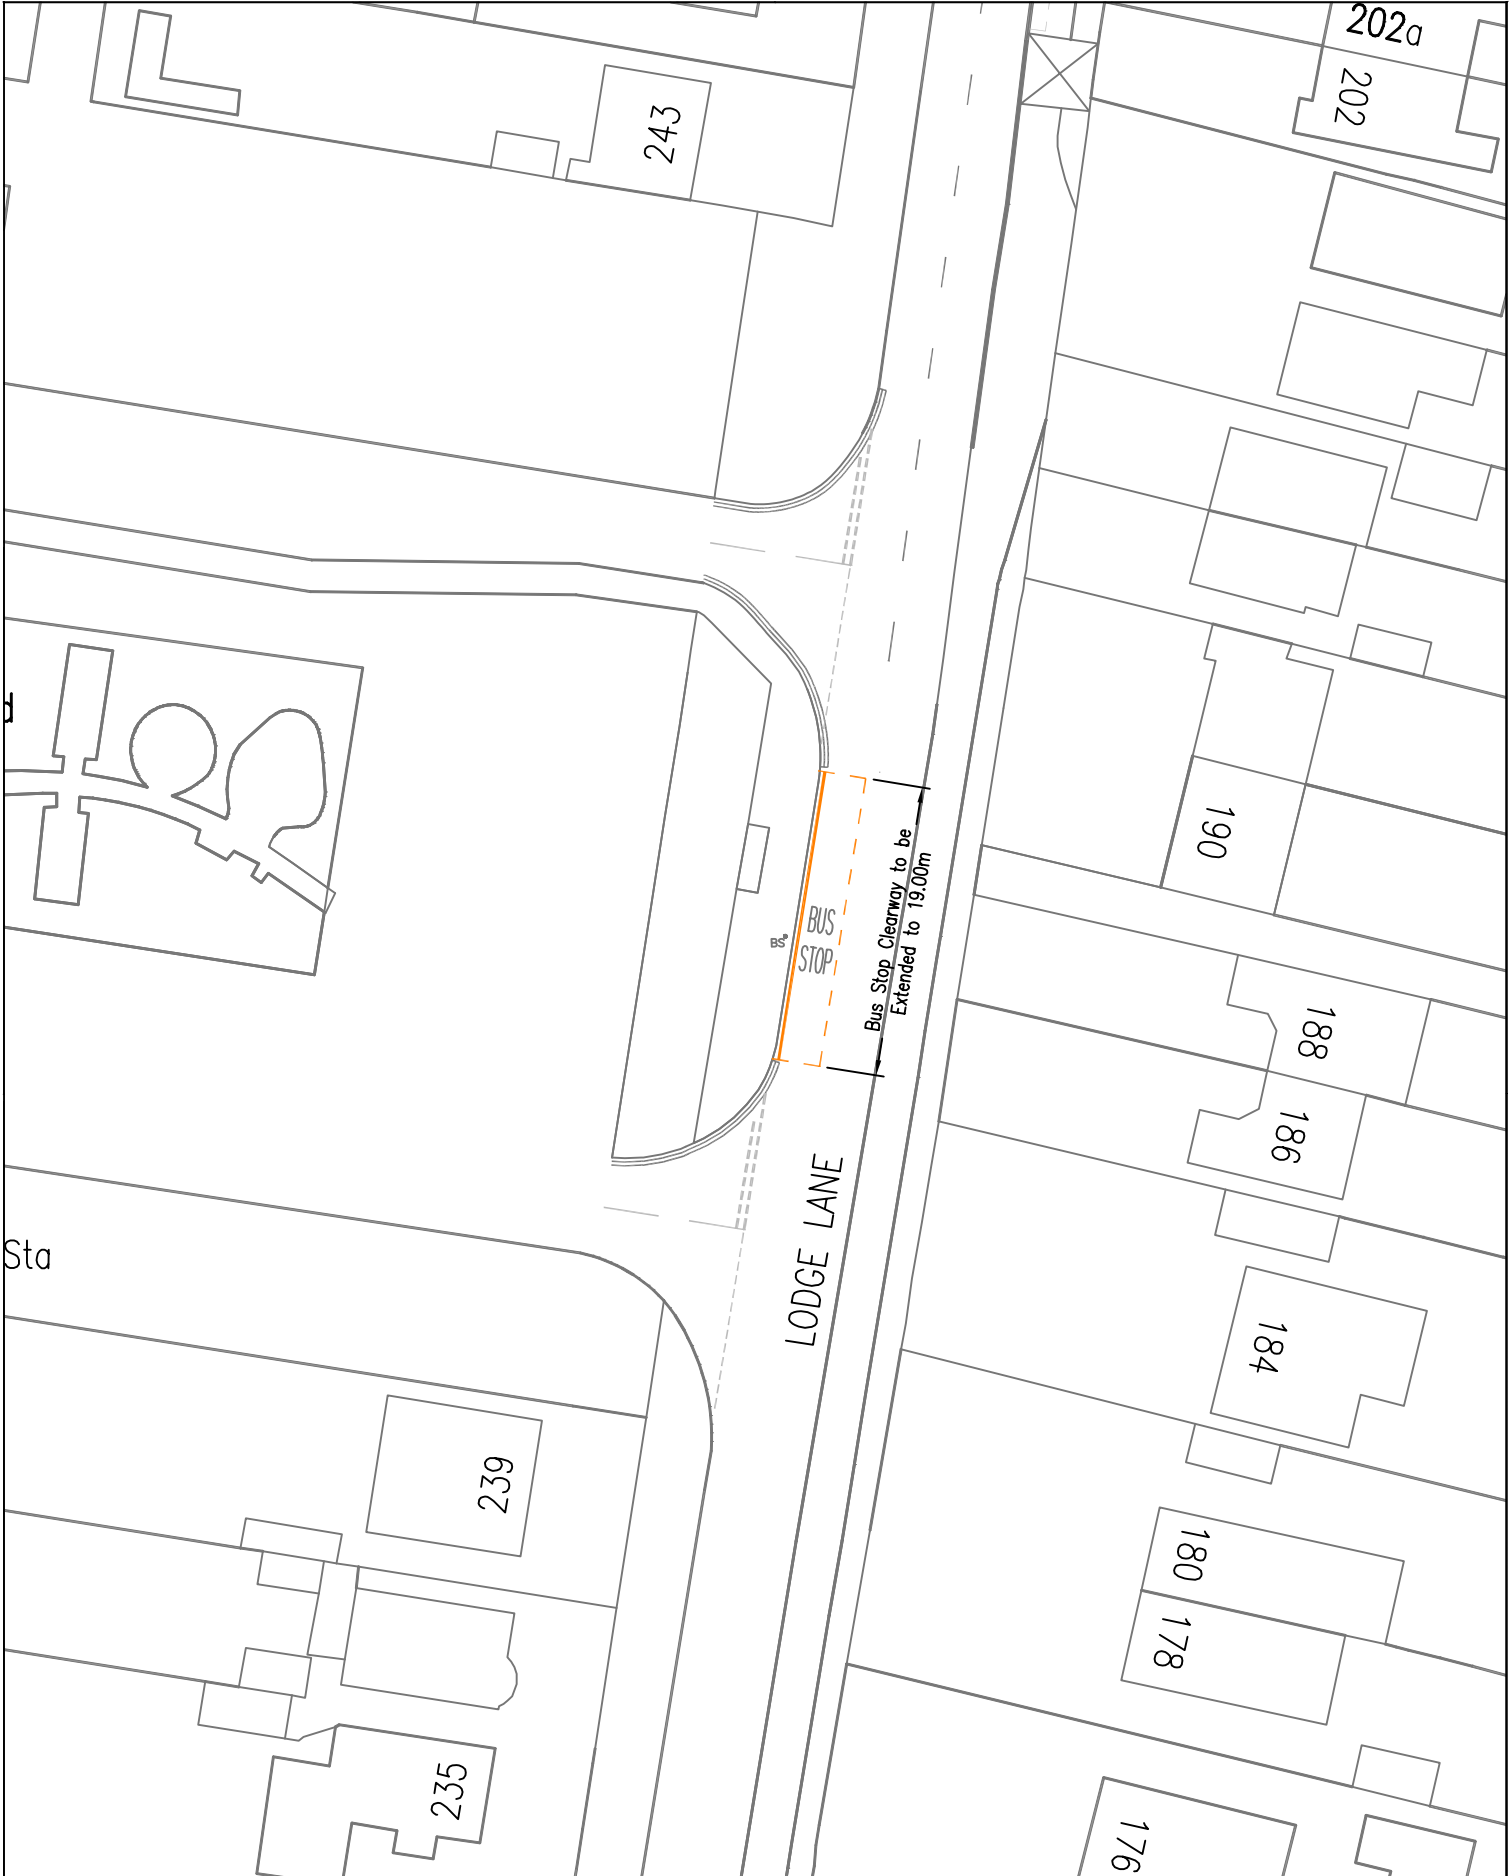 202a
202
243
d
190
Bus Stop Clearway to be
Extended to 19.00m
BUS
STOP
BS
188
186
LODGE LANE
Sta
184
239
180
178
235
176